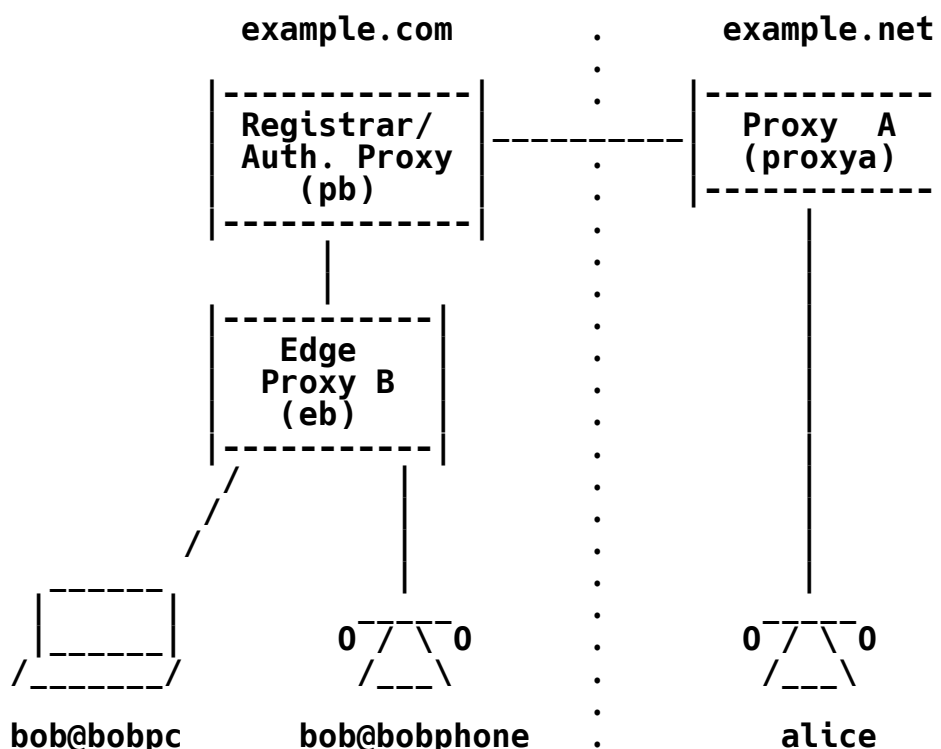 example.com example.net
Registrar/ Proxy A
Auth. Proxy (proxya)
(pb)
Edge
Proxy B
(eb)
bob@bobpc bob@bobphone alice